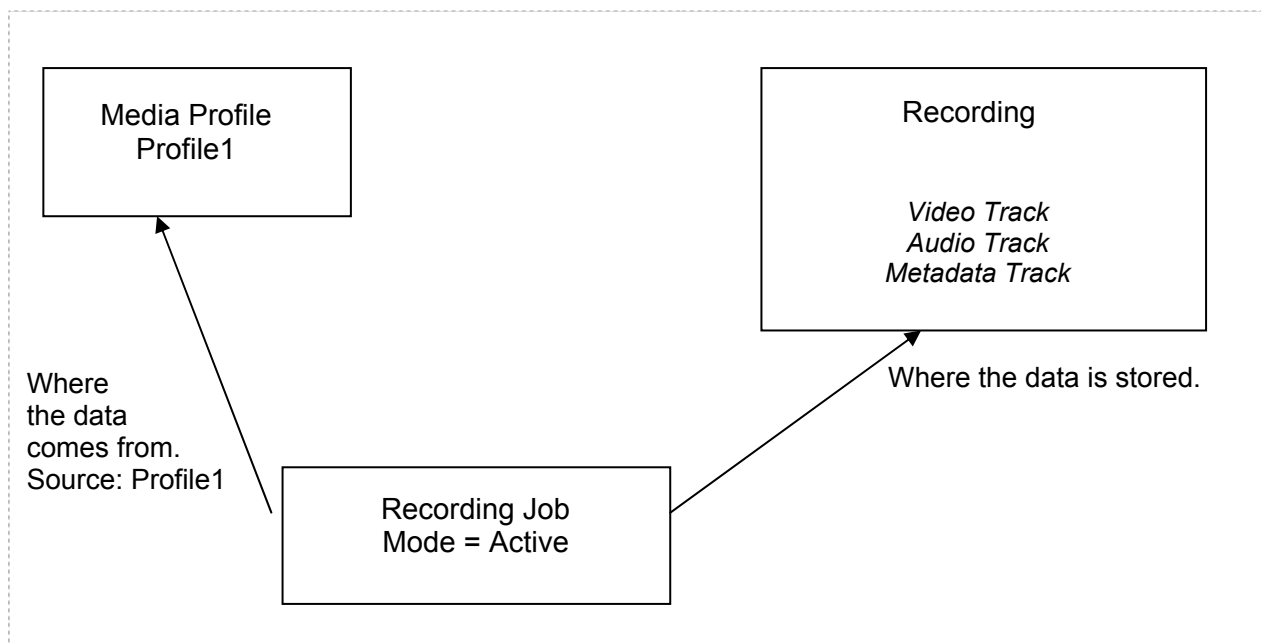 Media Profile
Profile1
Recording
Video Track
Audio Track
Metadata Track
Where
the data
comes from.
Source: Profile1
Where the data is stored.
Recording Job
Mode = Active